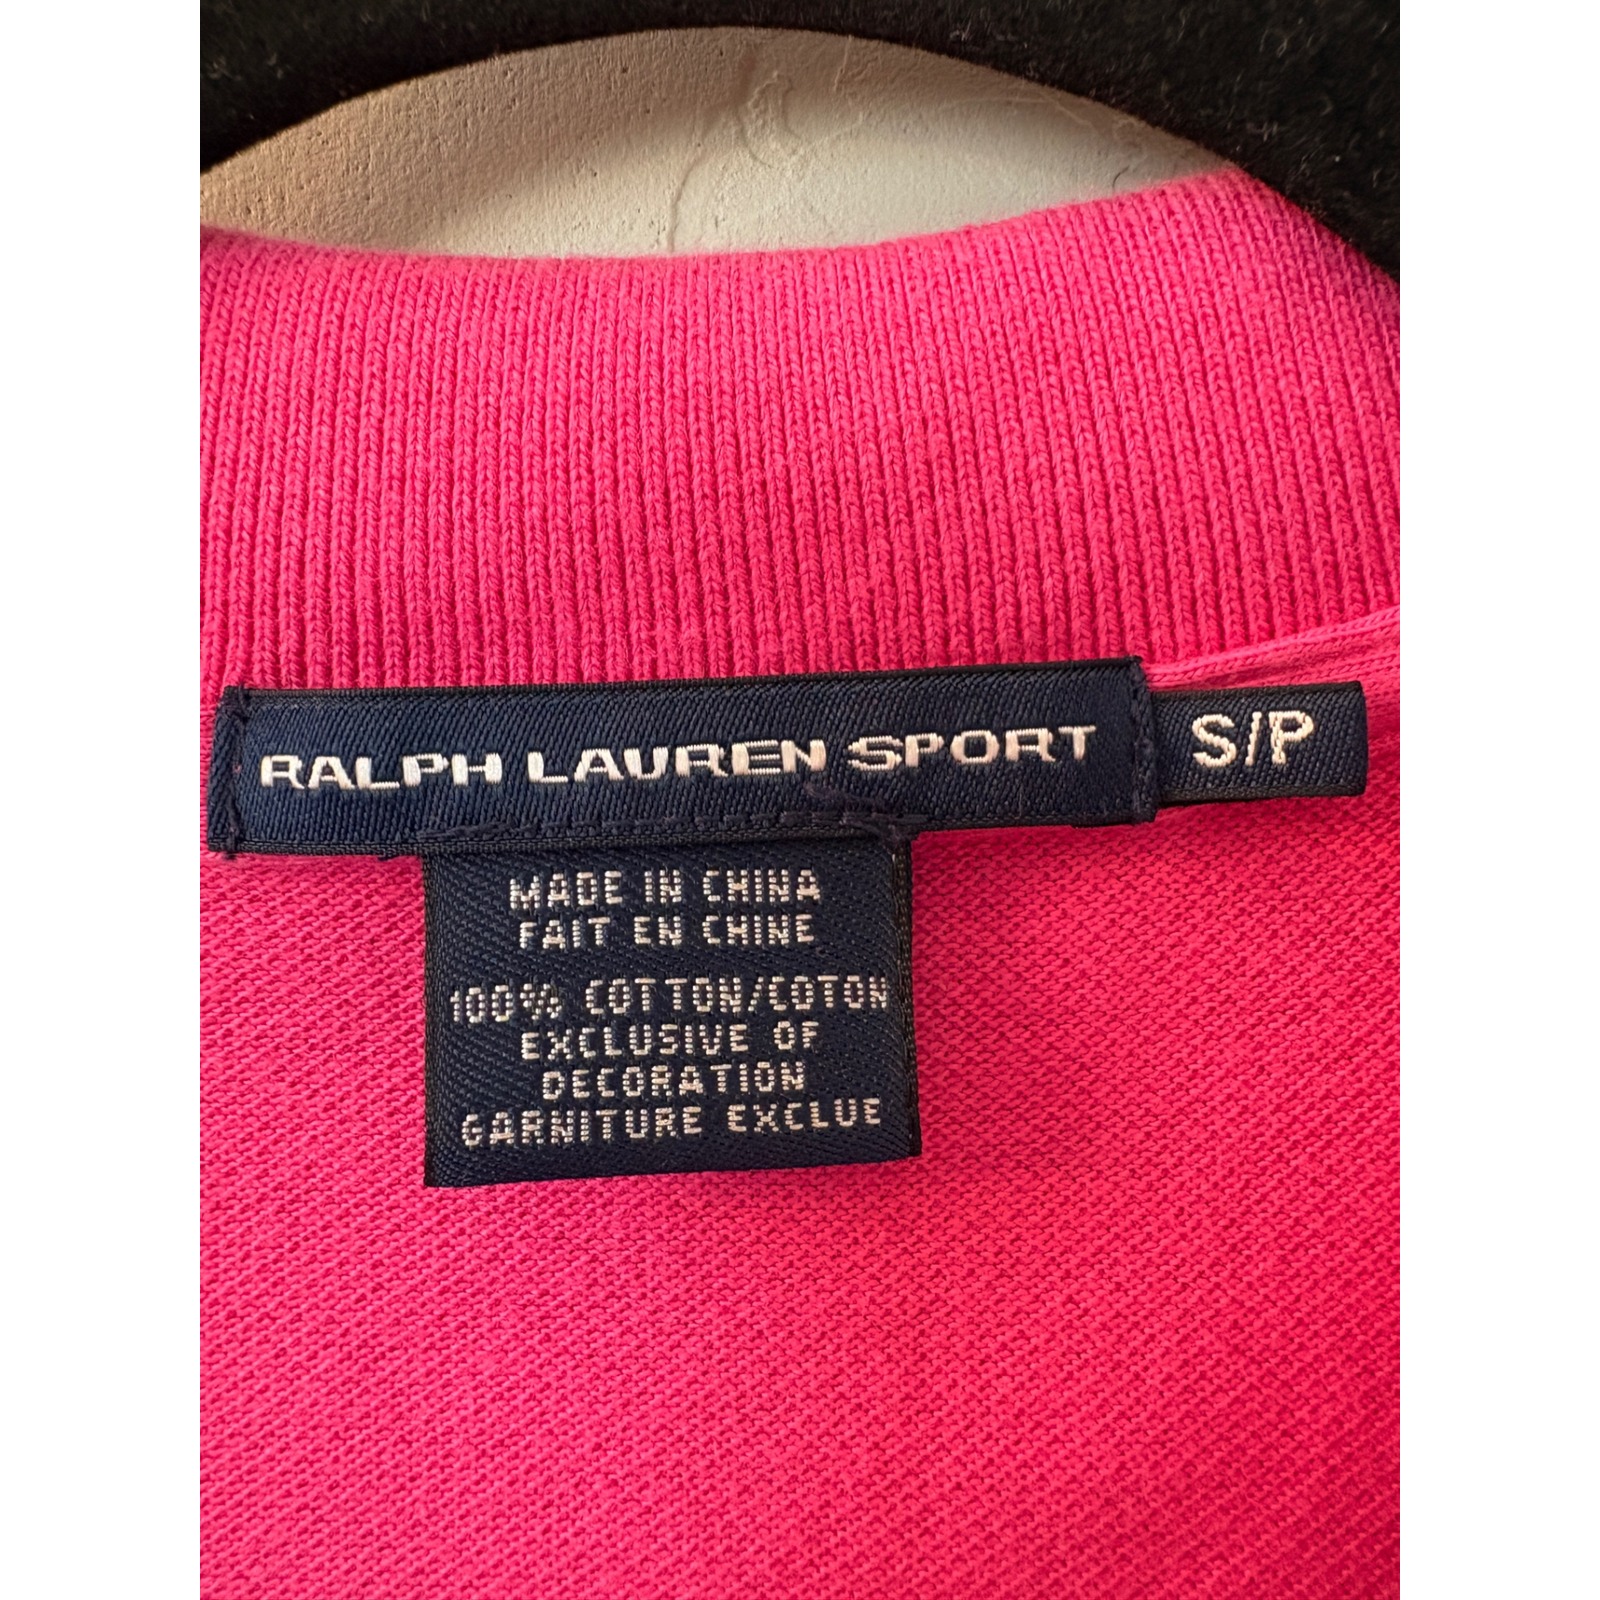 RALPH LAUREN SPORT
S/P
MADE IN CHINA
FAIT EN CHINE
100% COTTON/COTON
EXCLUSIVE OF
DECORATION
GARNITURE EXCLUE